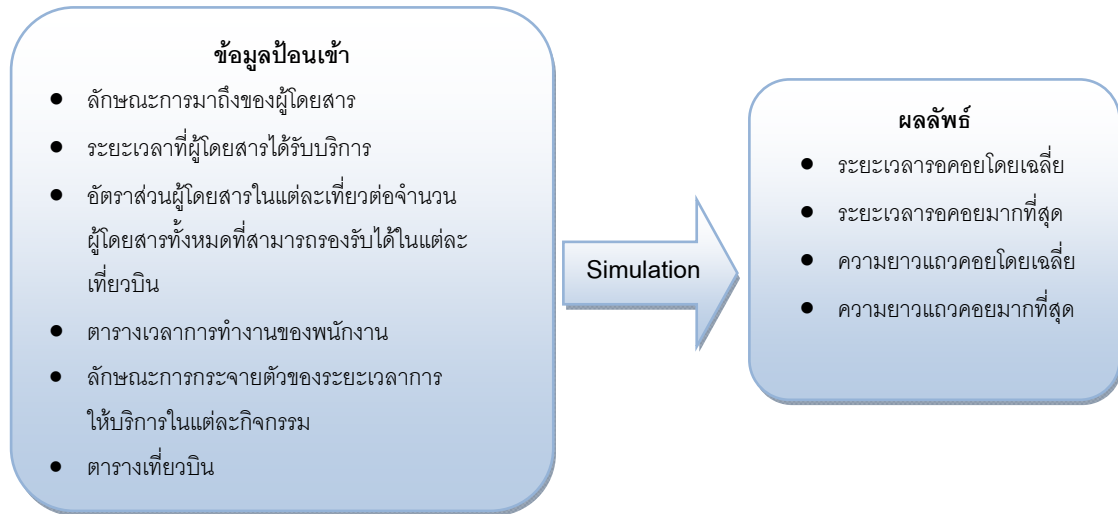 ข้อมูลป้อนเข้า
● ลักษณะการมาถึงของผู้โดยสาร
● ระยะเวลาที่ผู้โดยสารได้รับบริการ
● อัตราส่วนผู้โดยสารในแต่ละเที่ยวต่อจำนวน
ผู้โดยสารทั้งหมดที่สามารถรองรับได้ในแต่ละ
เที่ยวบิน
● ตารางเวลาการทำงานของพนักงาน
● ลักษณะการกระจายตัวของระยะเวลาการ
ให้บริการในแต่ละกิจกรรม
● ตารางเที่ยวบิน
Simulation
ผลลัพธ์
● ระยะเวลารอคอยโดยเฉลี่ย
● ระยะเวลารอคอยมากที่สุด
● ความยาวแถวคอยโดยเฉลี่ย
● ความยาวแถวคอยมากที่สุด